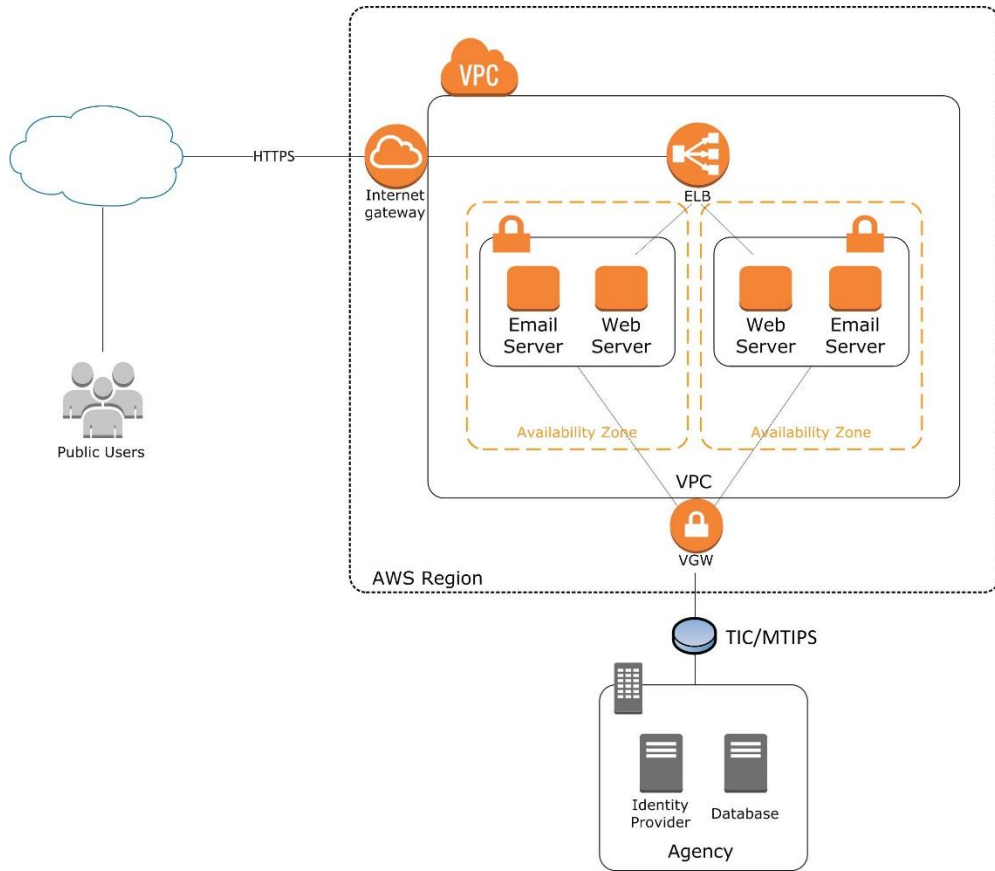 VPC
HTTPS
Internet
gateway
ELB
Email
Server
Web
Server
Web
Server
Email
Server
Availability Zone
Availability Zone
VPC
VGW
AWS Region
Public Users
TIC/MTIPS
Identity
Provider
Database
Agency